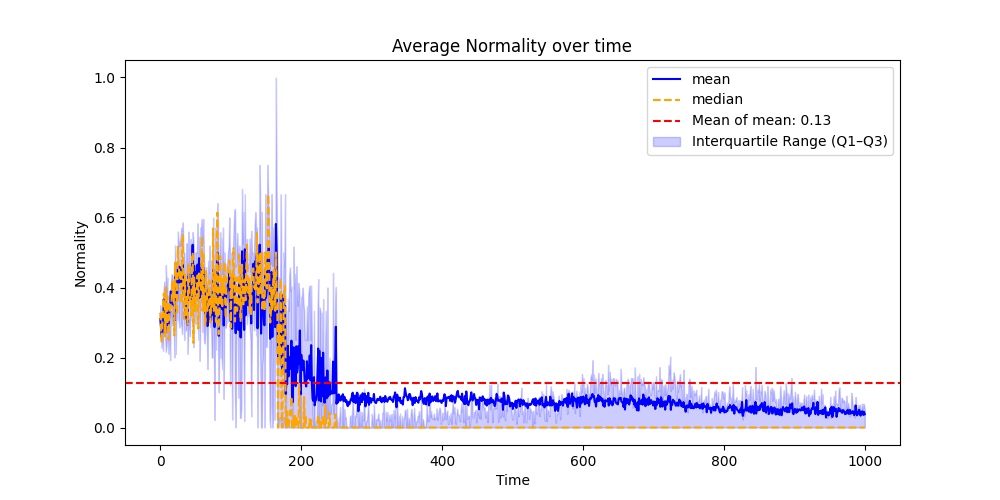 Average Normality over time
mean
median
Mean of mean: 0.13
Interquartile Range (Q1–Q3)
Normality
1.0
0.8
0.6
0.4
0.2
0.0
0 200 400 600 800 1000
Time